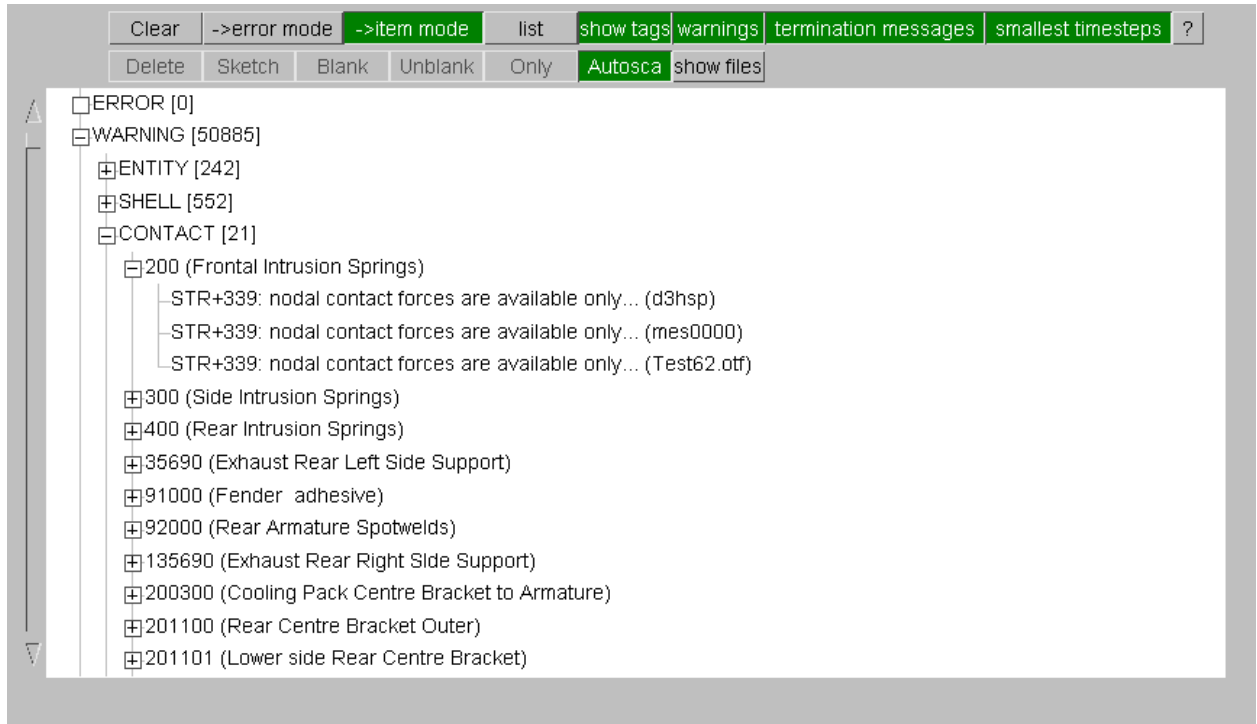 Clear ->error mode ->item mode list show tags warnings termination messages smallest timesteps ?
Delete Sketch Blank Unblank Only Autosca show files
ERROR [0]
WARNING [50885]
ENTITY [242]
SHELL [552]
CONTACT [21]
200 (Frontal Intrusion Springs)
STR+339: nodal contact forces are available only... (d3hsp)
STR+339: nodal contact forces are available only... (mes0000)
STR+339: nodal contact forces are available only... (Test62.otf)
300 (Side Intrusion Springs)
400 (Rear Intrusion Springs)
35690 (Exhaust Rear Left Side Support)
91000 (Fender  adhesive)
92000 (Rear Armature Spotwelds)
135690 (Exhaust Rear Right SIde Support)
200300 (Cooling Pack Centre Bracket to Armature)
201100 (Rear Centre Bracket Outer)
201101 (Lower side Rear Centre Bracket)